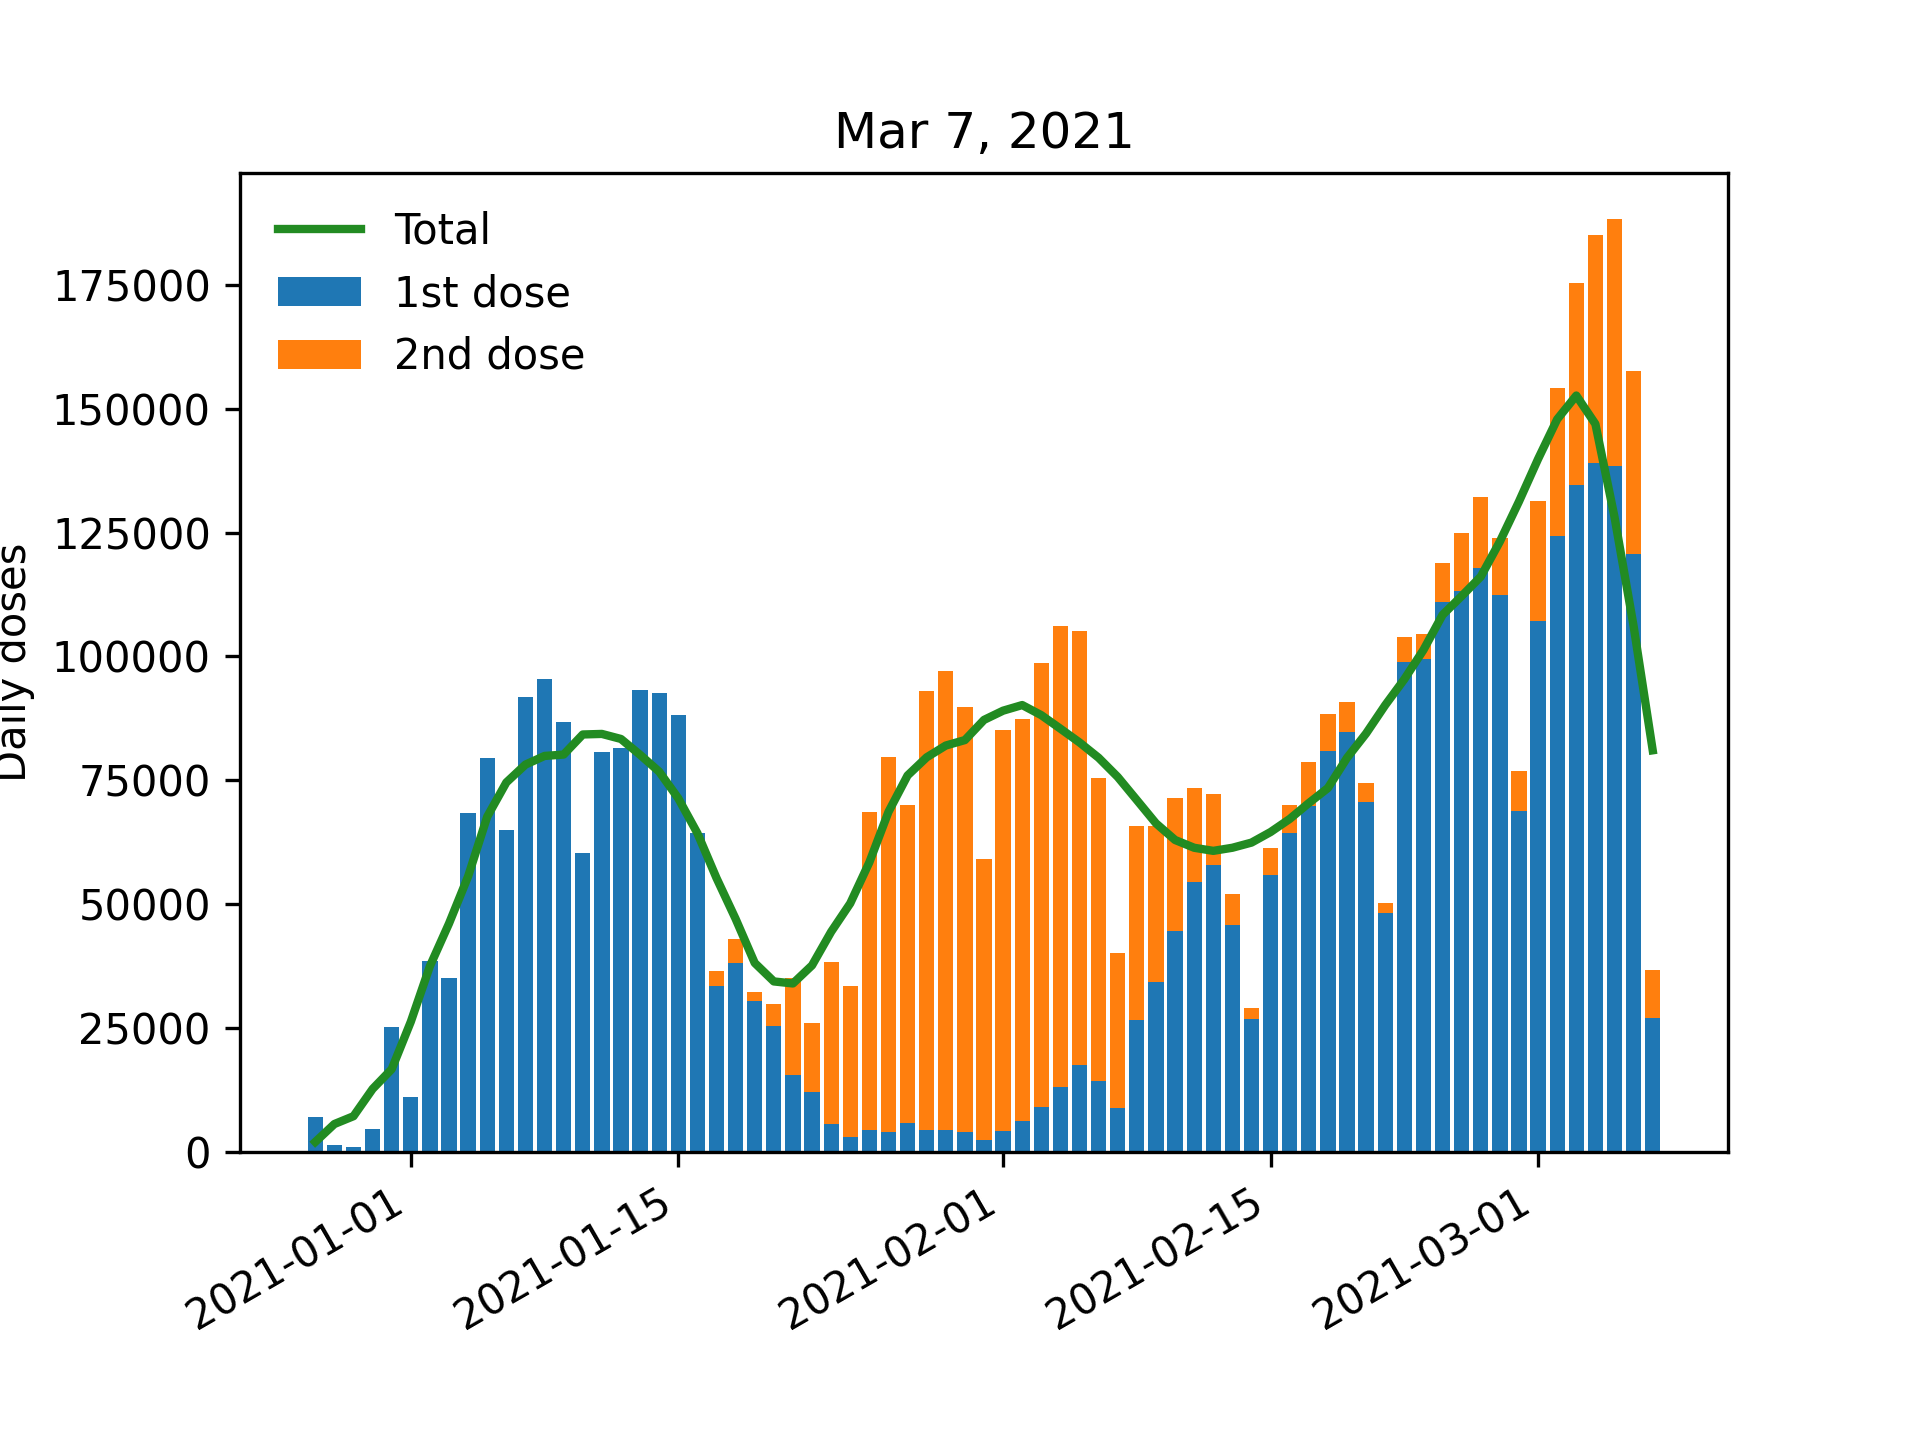 Mar 7, 2021
Total
1st dose
2nd dose
Daily doses
175000
150000
125000
100000
75000
50000
25000
0
2021-01-01
2021-01-15
2021-02-01
2021-02-15
2021-03-01